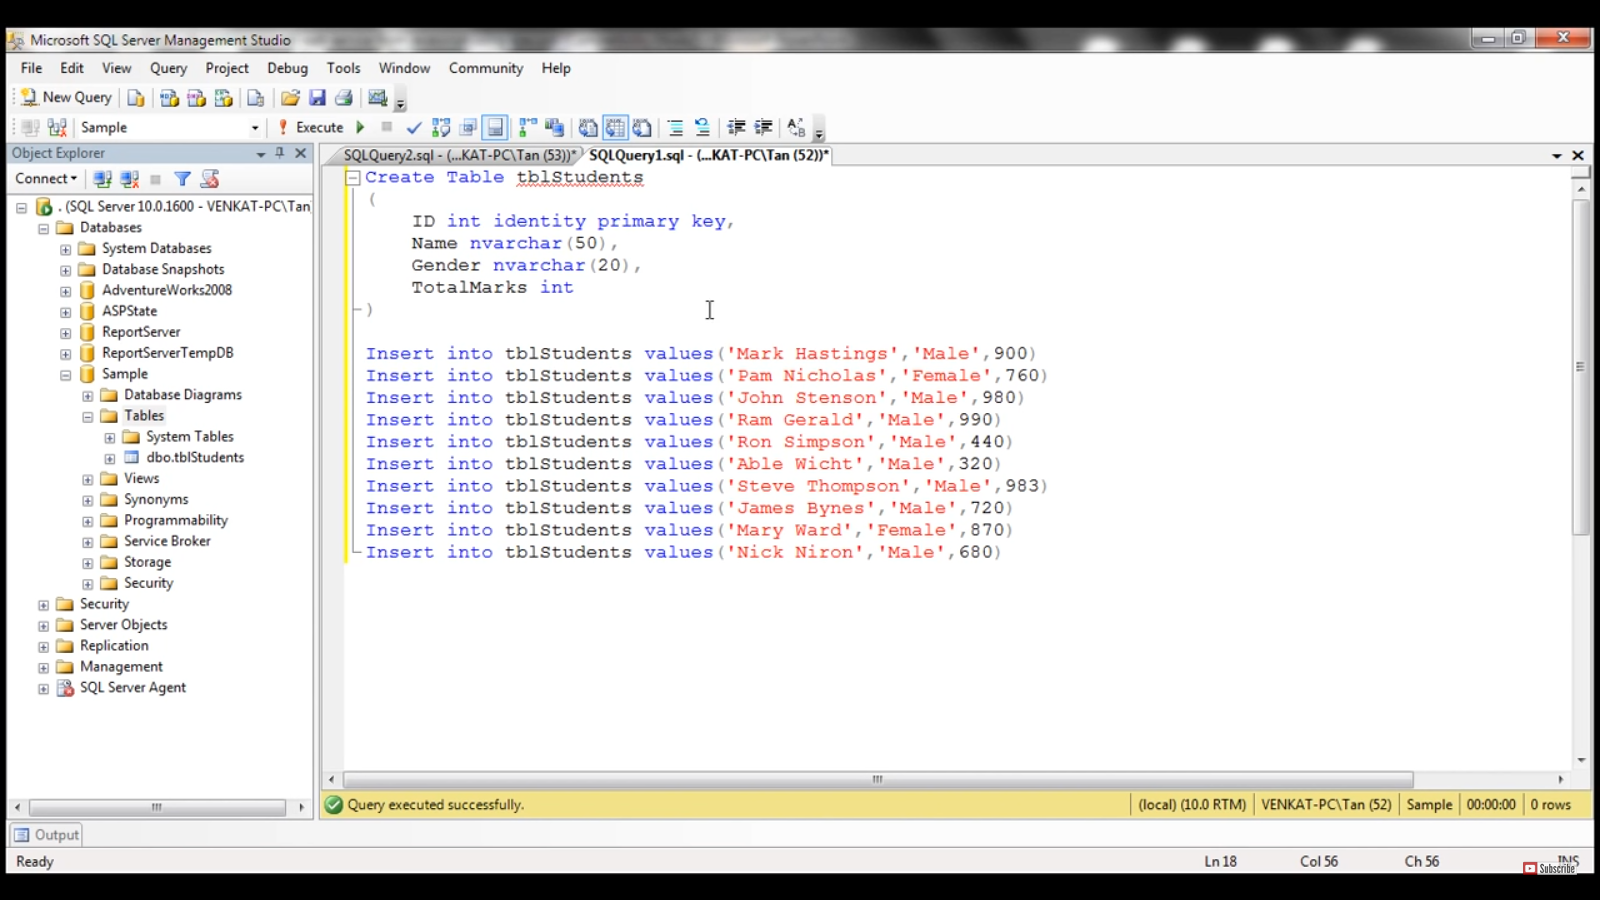 Microsoft SQL Server Management Studio
File Edit View Query Project Debug Tools Window Community Help
New Query
Sample Execute
Object Explorer
SQLQuery2.sql - (...KAT-PC\Tan (53))* SQLQuery1.sql - (...KAT-PC\Tan (52))*
Connect
. (SQL Server 10.0.1600 - VENKAT-PC\Tan
Databases
System Databases
Database Snapshots
AdventureWorks2008
ASPState
ReportServer
ReportServerTempDB
Sample
Database Diagrams
Tables
System Tables
dbo.tblStudents
Views
Synonyms
Programmability
Service Broker
Storage
Security
Security
Server Objects
Replication
Management
SQL Server Agent
Create Table tblStudents
(
ID int identity primary key,
Name nvarchar(50),
Gender nvarchar(20),
TotalMarks int
)
Insert into tblStudents values('Mark Hastings','Male',900)
Insert into tblStudents values('Pam Nicholas','Female',760)
Insert into tblStudents values('John Stenson','Male',980)
Insert into tblStudents values('Ram Gerald','Male',990)
Insert into tblStudents values('Ron Simpson','Male',440)
Insert into tblStudents values('Able Wicht','Male',320)
Insert into tblStudents values('Steve Thompson','Male',983)
Insert into tblStudents values('James Bynes','Male',720)
Insert into tblStudents values('Mary Ward','Female',870)
Insert into tblStudents values('Nick Niron','Male',680)
Query executed successfully. (local) (10.0 RTM) VENKAT-PC\Tan (52) Sample 00:00:00 0 rows
Output
Ready Ln 18 Col 56 Ch 56 INS
Subscribe